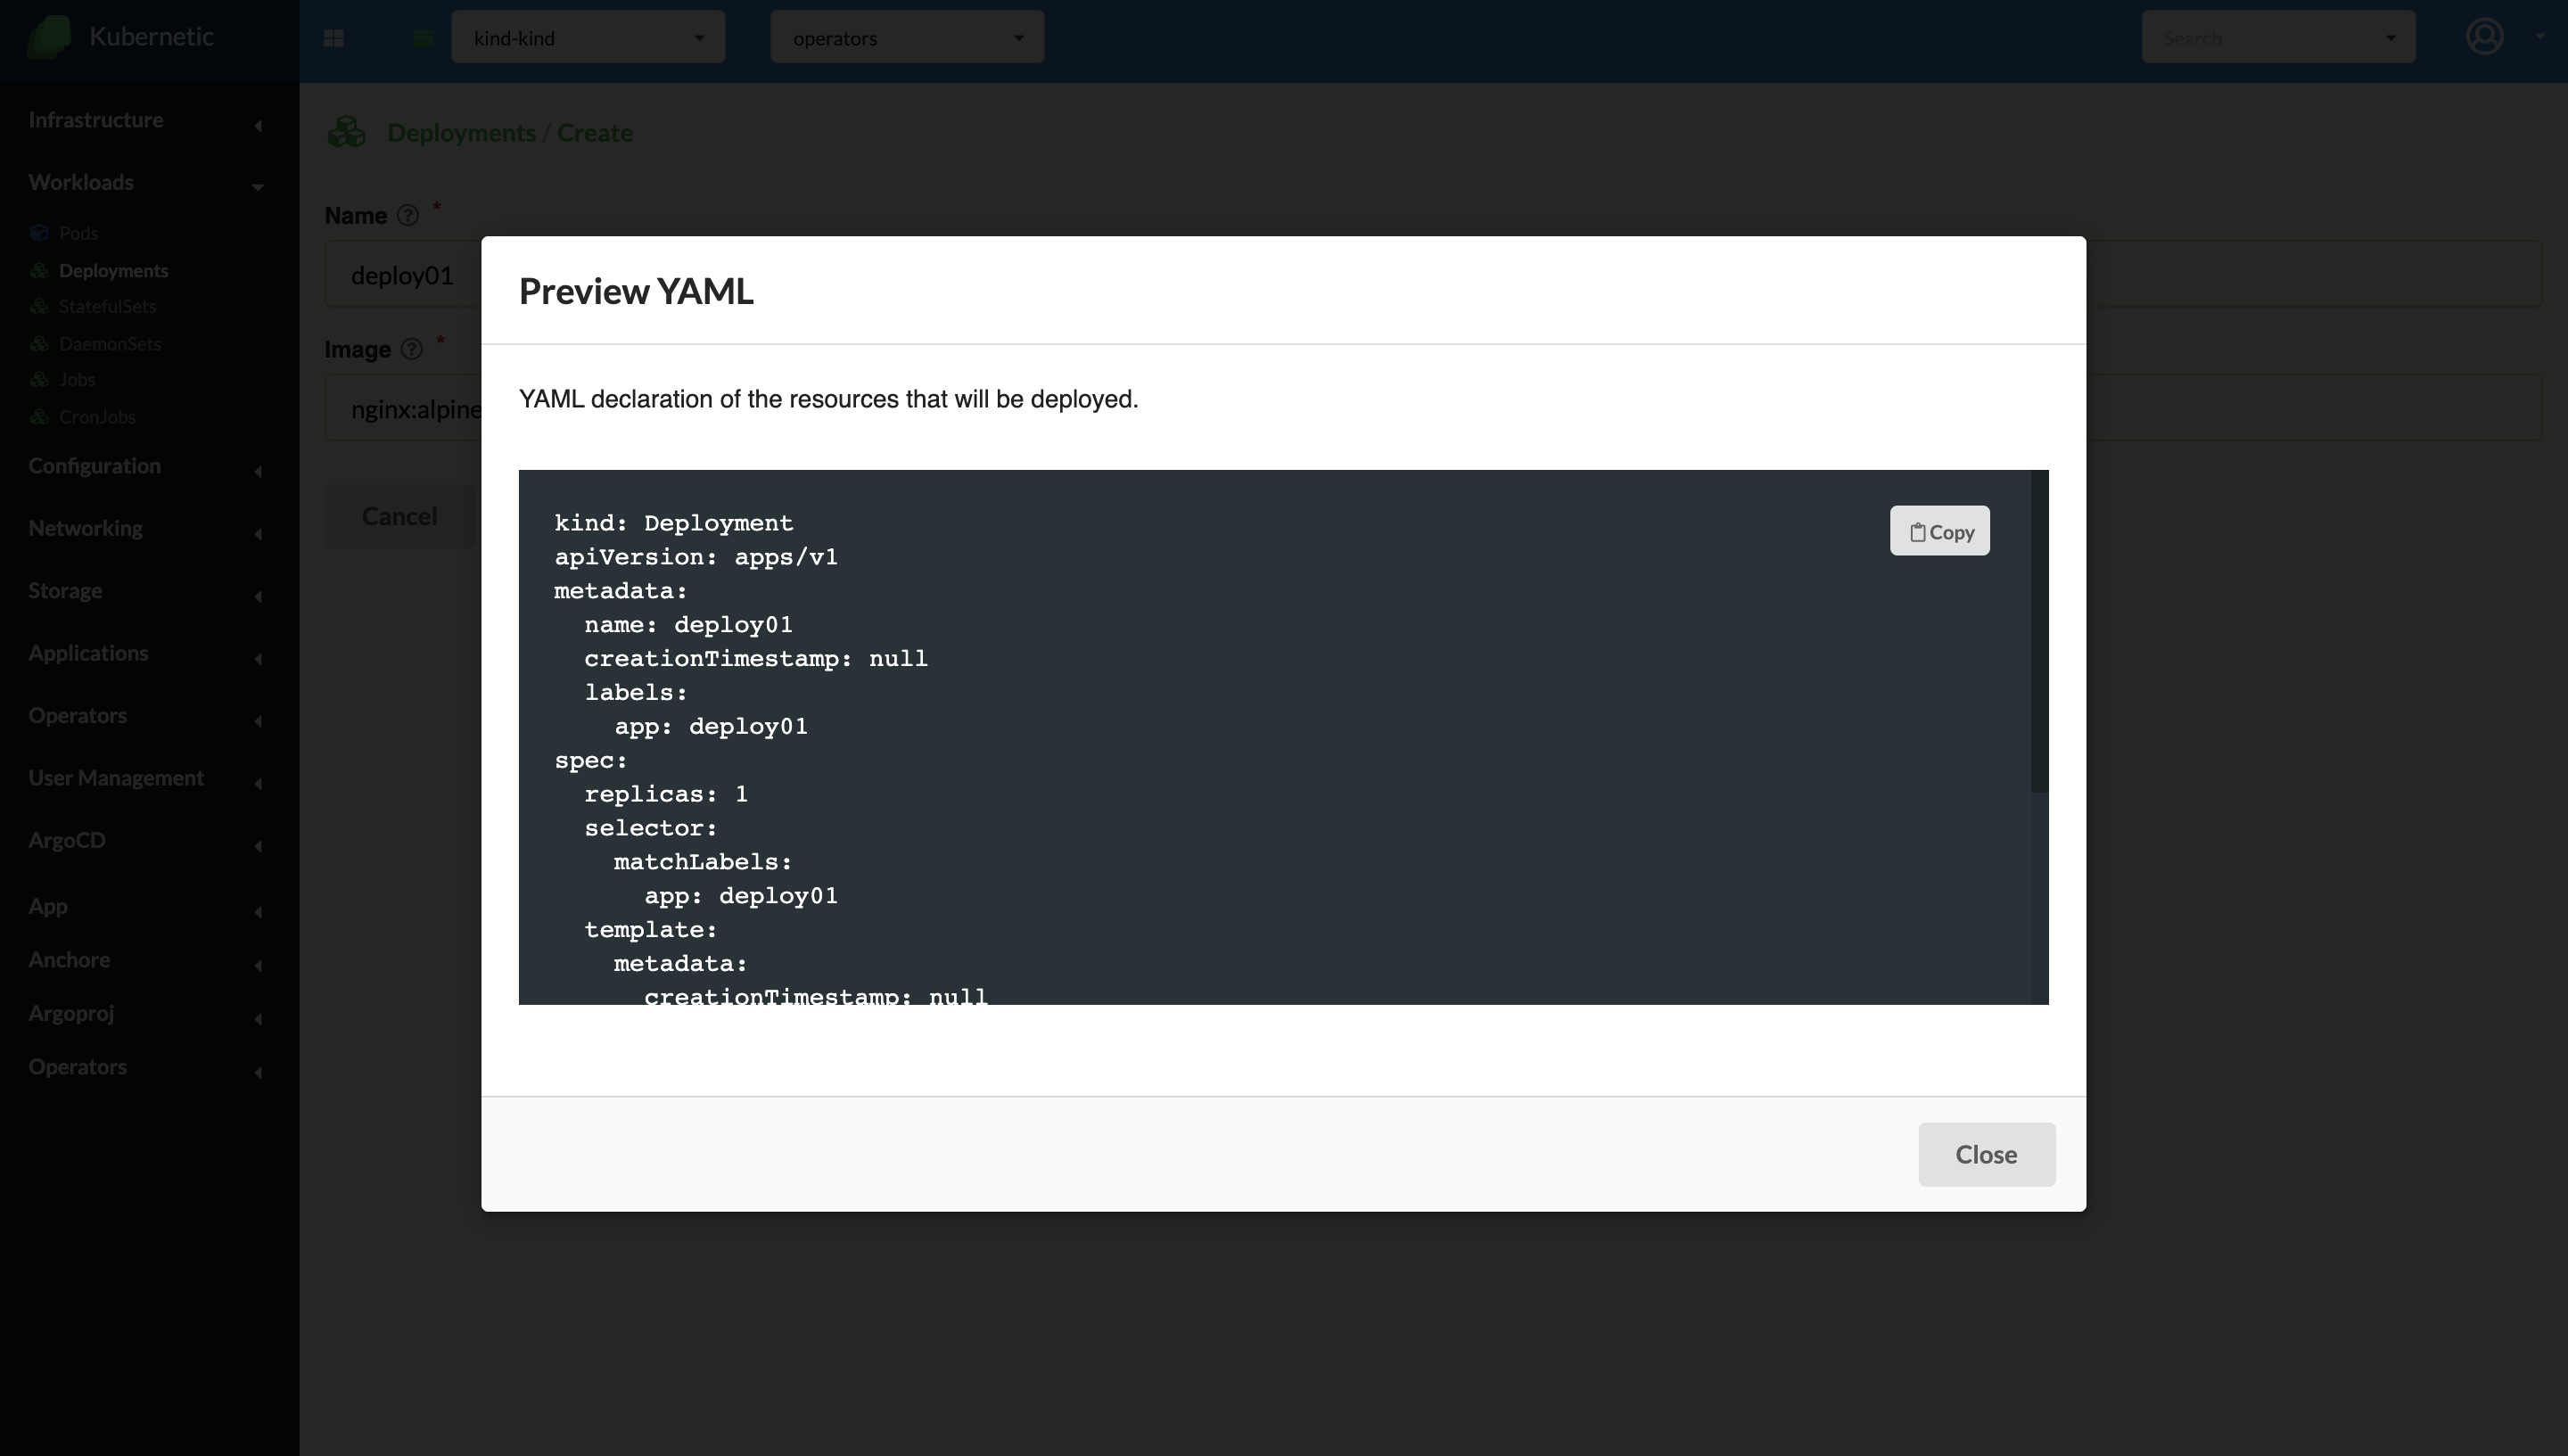 Kubernetic
kind-kind
operators
Search
Infrastructure
Workloads
Pods
Deployments
StatefulSets
DaemonSets
Jobs
CronJobs
Configuration
Networking
Storage
Applications
Operators
User Management
ArgoCD
App
Anchore
Argoproj
Operators
Deployments / Create
Name ? *
deploy01
Image ? *
nginx:alpine
Cancel
Preview YAML
YAML declaration of the resources that will be deployed.
Copy
kind: Deployment
apiVersion: apps/v1
metadata:
  name: deploy01
  creationTimestamp: null
  labels:
    app: deploy01
spec:
  replicas: 1
  selector:
    matchLabels:
      app: deploy01
  template:
    metadata:
      creationTimestamp: null
Close